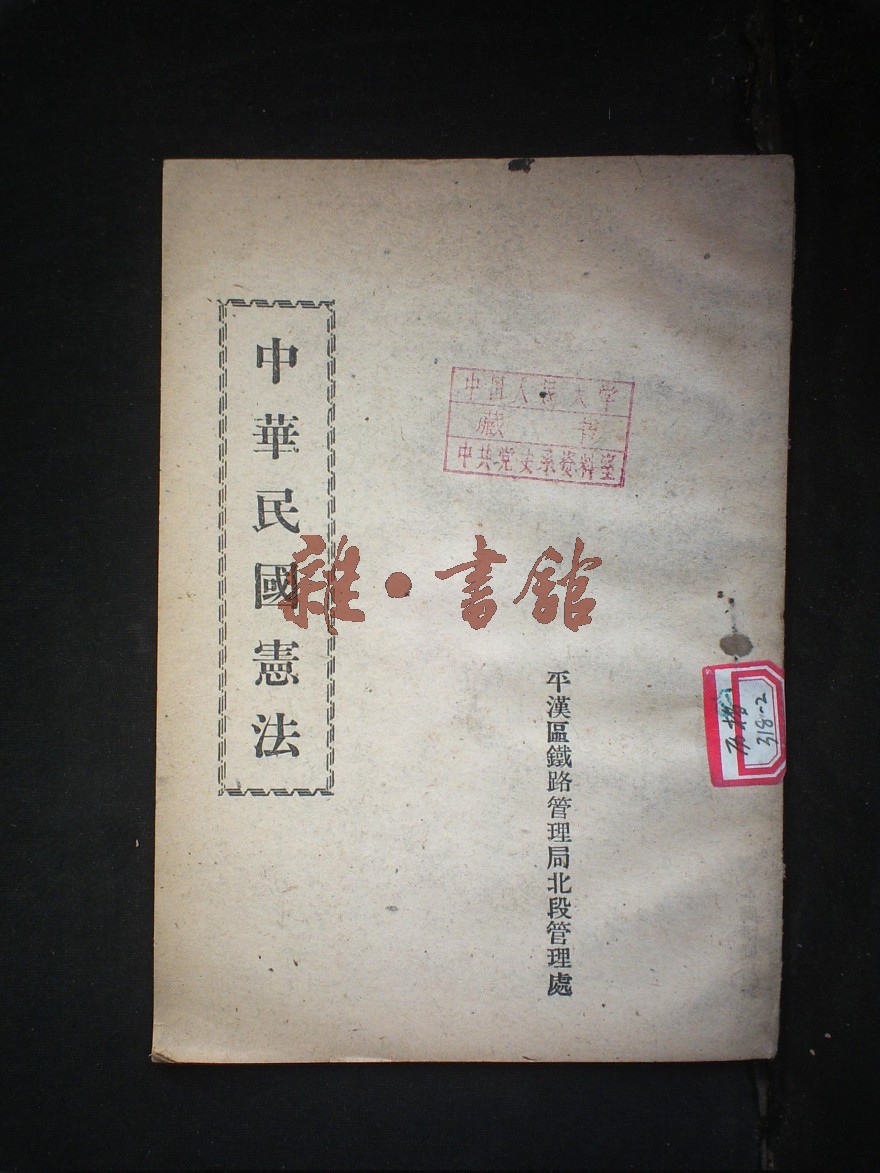 中華民國憲法
中国人民大学
藏書
中共党史系资料室
雜·書館
平漢區鐵路管理局北段管理處
318-2